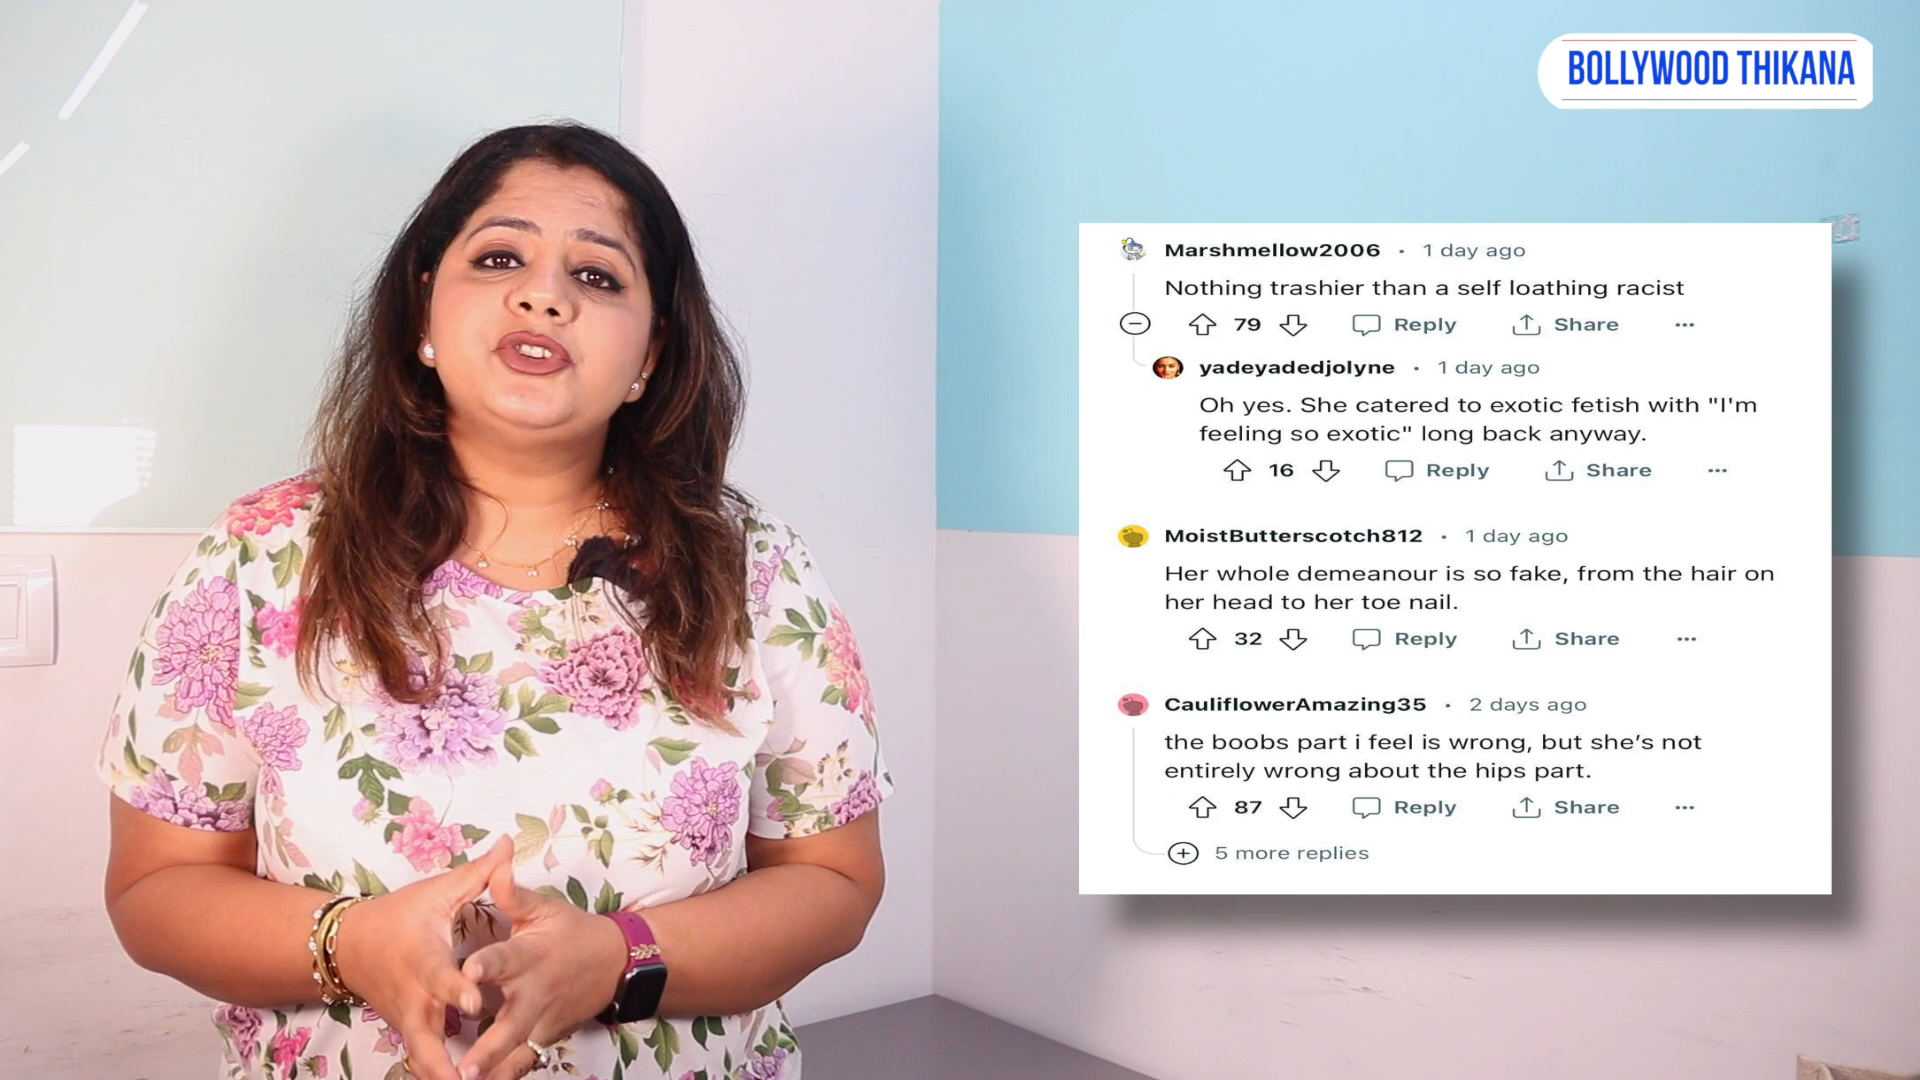 BOLLYWOOD THIKANA
Marshmellow2006 · 1 day ago
Nothing trashier than a self loathing racist
79 Reply Share ...
yadeyadedjolyne · 1 day ago
Oh yes. She catered to exotic fetish with "I'm
feeling so exotic" long back anyway.
16 Reply Share ...
MoistButterscotch812 · 1 day ago
Her whole demeanour is so fake, from the hair on
her head to her toe nail.
32 Reply Share ...
CauliflowerAmazing35 · 2 days ago
the boobs part i feel is wrong, but she’s not
entirely wrong about the hips part.
87 Reply Share ...
5 more replies